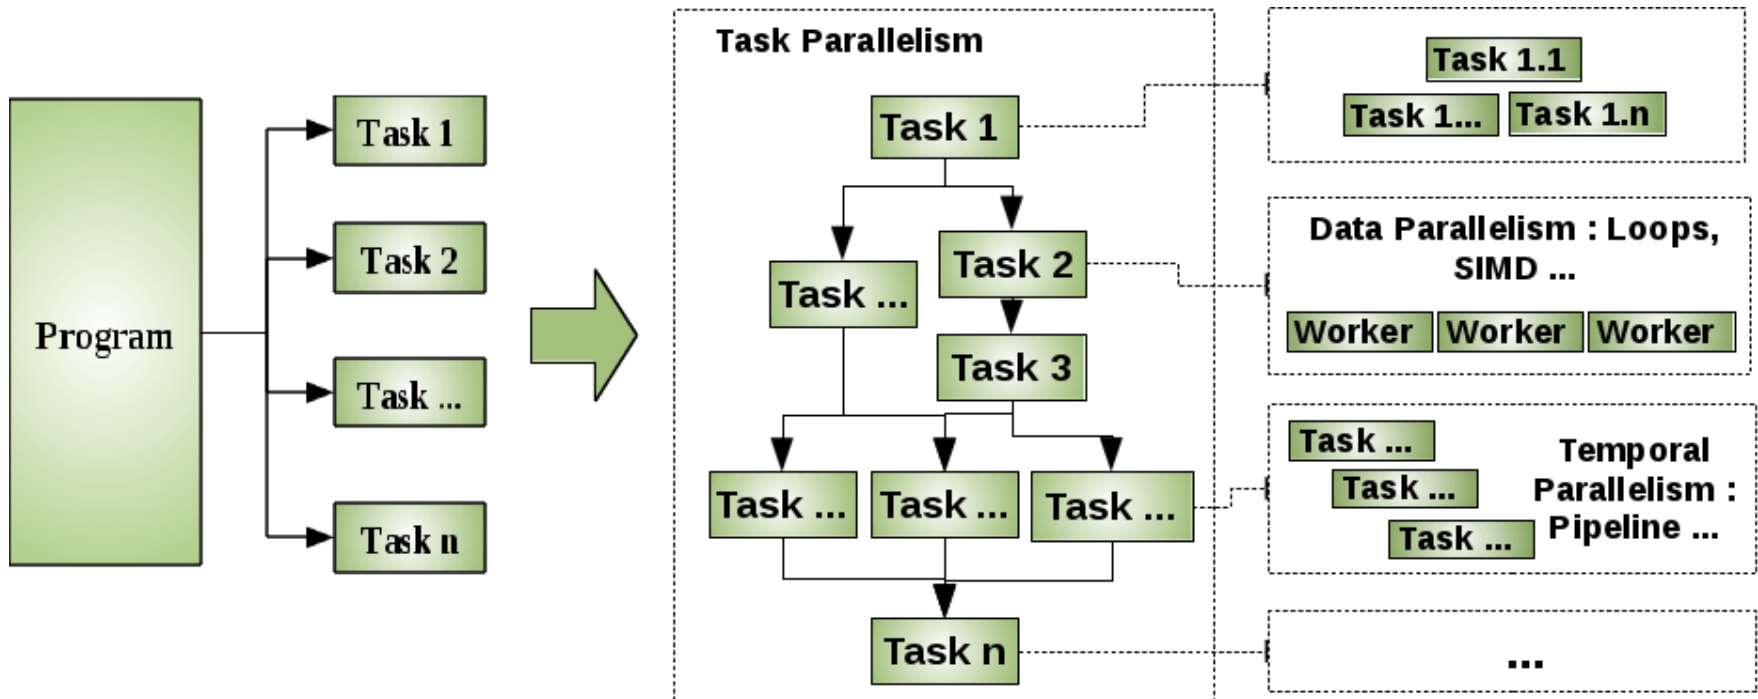 Program
Task 1
Task 2
Task ...
Task n
Task Parallelism
Task 1
Task ...
Task 2
Task 3
Task ...
Task ...
Task ...
Task n
Task 1.1
Task 1...
Task 1.n
Data Parallelism : Loops,
SIMD ...
Worker
Worker
Worker
Task ...
Task ...
Task ...
Temporal
Parallelism :
Pipeline ...
...